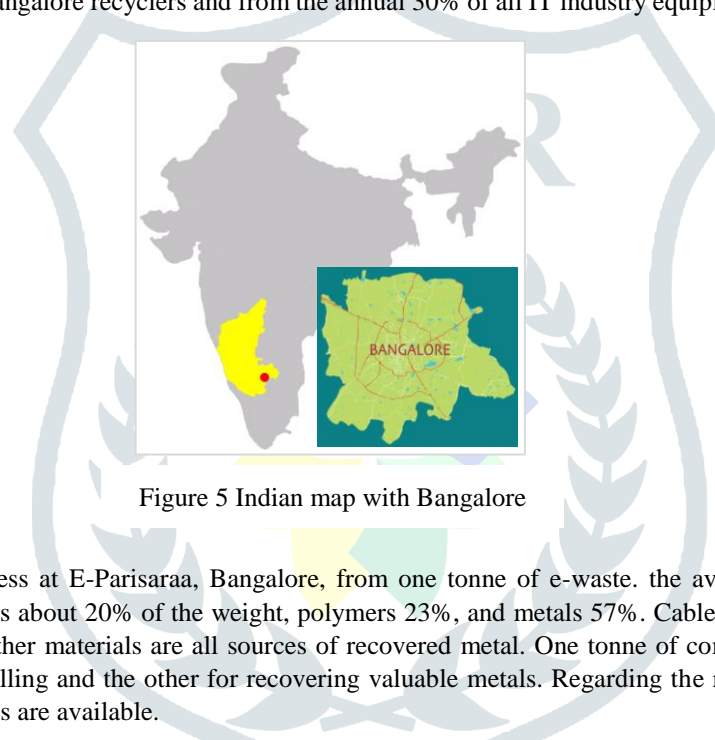 angalore recyclers and from the annual 30% of all IT industry equip
R
BANGALORE
Figure 5 Indian map with Bangalore
ess at E-Parisaraa, Bangalore, from one tonne of e-waste. the av
s about 20% of the weight, polymers 23%, and metals 57%. Cable
ther materials are all sources of recovered metal. One tonne of co
lling and the other for recovering valuable metals. Regarding the
s are available.